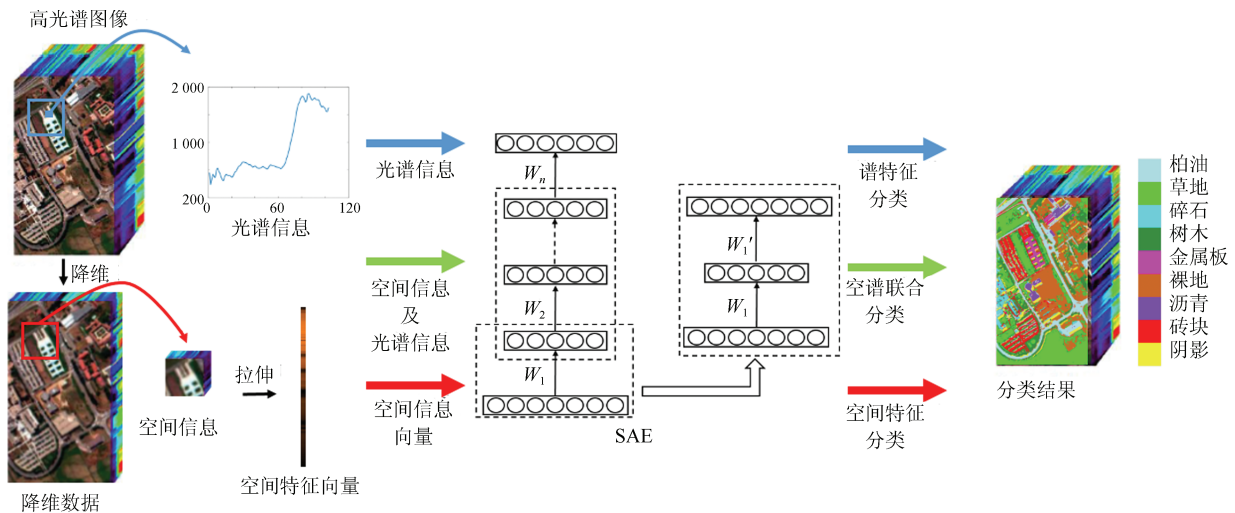 高光谱图像
2 000
1 000
200
0
60
120
光谱信息
降维
降维数据
空间信息
拉伸
空间特征向量
光谱信息
空间信息
及
光谱信息
空间信息
向量
Wn
W2
W1
W1′
W1
SAE
谱特征
分类
空谱联合
分类
空间特征
分类
分类结果
柏油
草地
碎石
树木
金属板
裸地
沥青
砖块
阴影